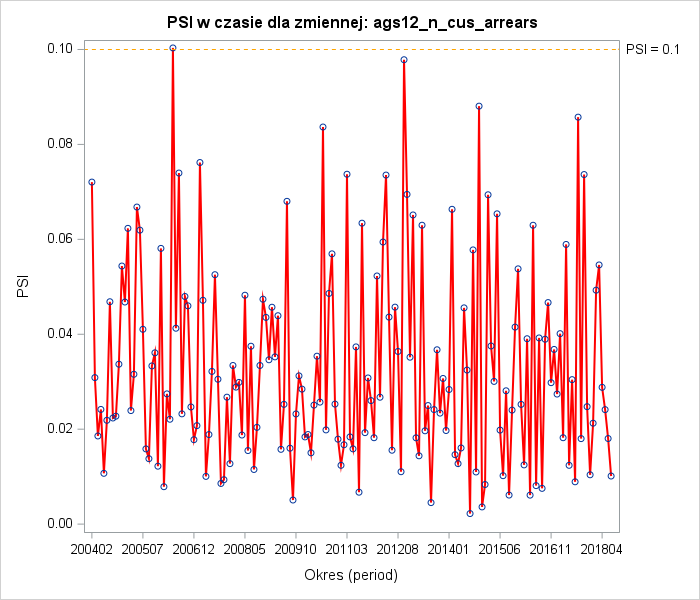 PSI w czasie dla zmiennej: ags12_n_cus_arrears
0.10
PSI = 0.1
0.08
0.06
PSI
0.04
0.02
0.00
200402 200507 200612 200805 200910 201103 201208 201401 201506 201611 201804
Okres (period)